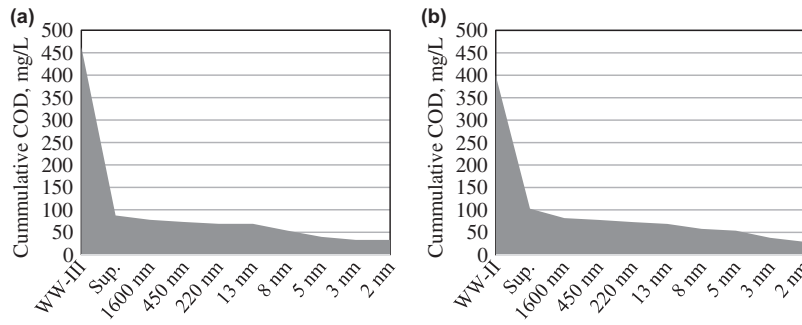 (a)
Cummulative COD, mg/L
500
450
400
350
300
250
200
150
100
50
0
WW-III
Sup.
1600 nm
450 nm
220 nm
13 nm
8 nm
5 nm
3 nm
2 nm
(b)
Cummulative COD, mg/L
500
450
400
350
300
250
200
150
100
50
0
WW-II
Sup.
1600 nm
450 nm
220 nm
13 nm
8 nm
5 nm
3 nm
2 nm